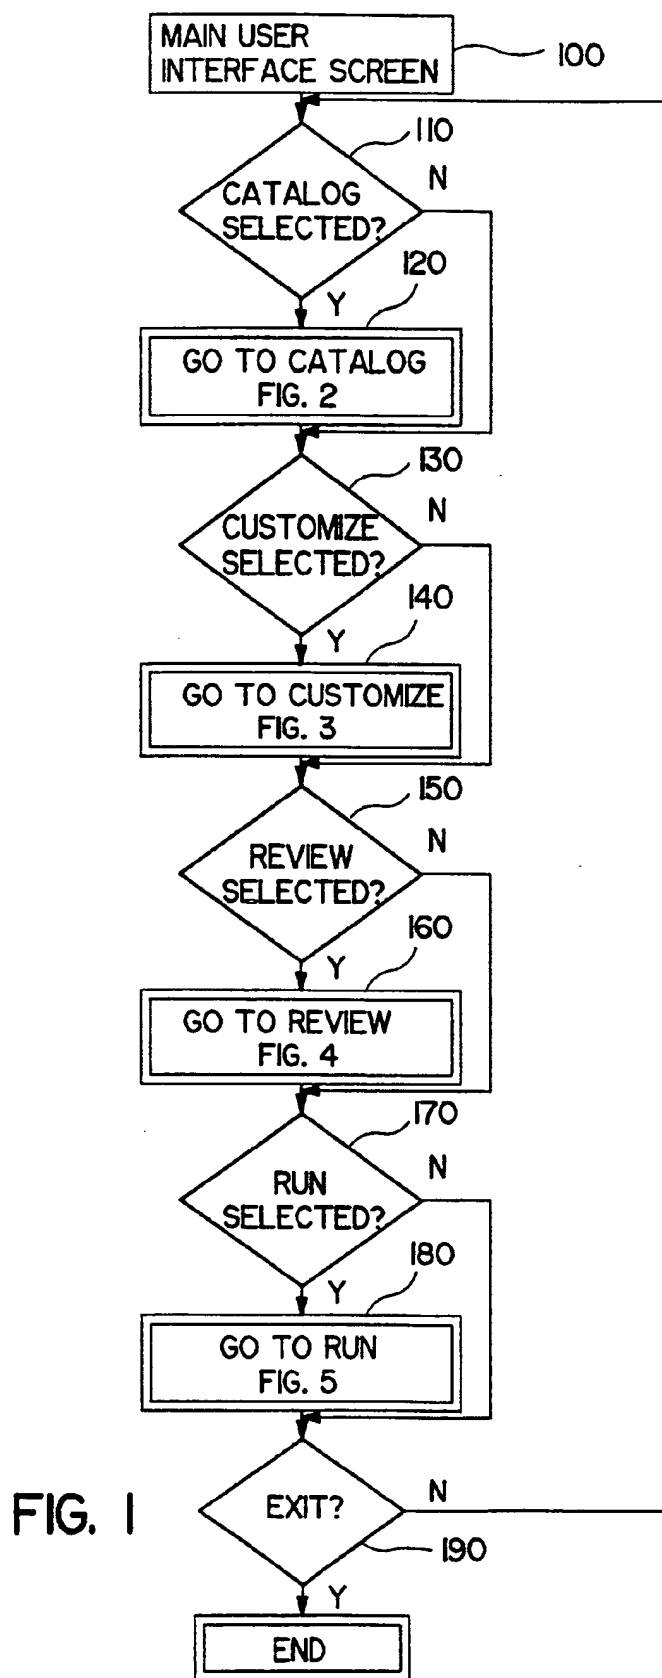 MAIN USER
INTERFACE SCREEN
100
110
N
CATALOG
SELECTED?
120
Y
GO TO CATALOG
FIG. 2
130
N
CUSTOMIZE
SELECTED?
140
Y
GO TO CUSTOMIZE
FIG. 3
150
N
REVIEW
SELECTED?
160
Y
GO TO REVIEW
FIG. 4
170
N
RUN
SELECTED?
180
Y
GO TO RUN
FIG. 5
EXIT?
N
FIG. 1
190
Y
END